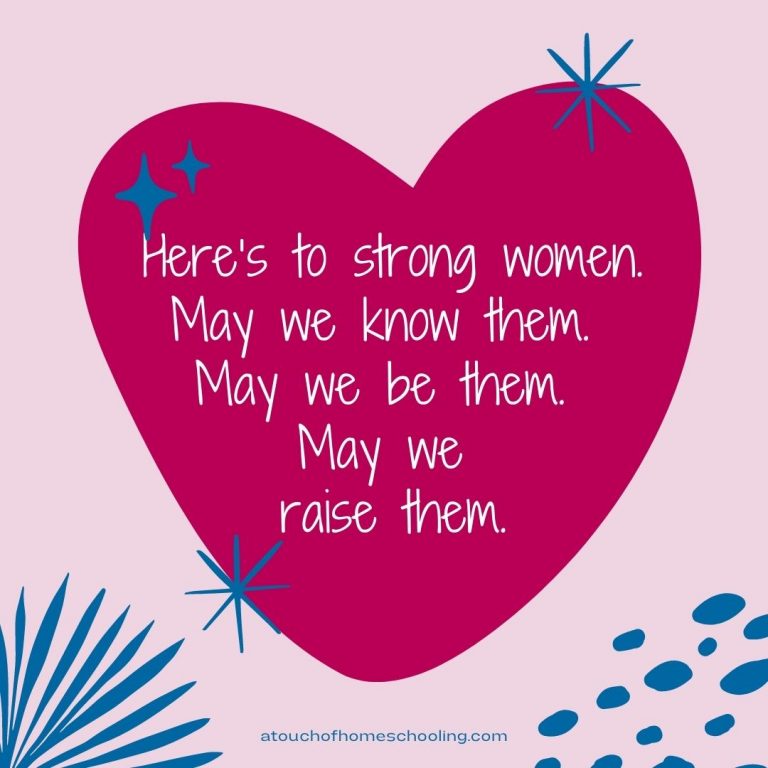 Here's to strong women.
May we know them.
May we be them.
May we
raise them.
atouchofhomeschooling.com